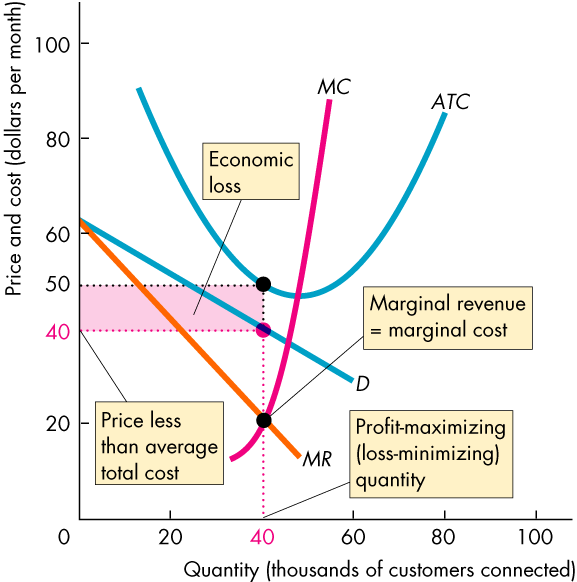 Price and cost (dollars per month)
100
80
60
50
40
20
0
MC
ATC
Economic
loss
Marginal revenue
= marginal cost
D
Price less
than average
total cost
MR
Profit-maximizing
(loss-minimizing)
quantity
0
20
40
60
80
100
Quantity (thousands of customers connected)